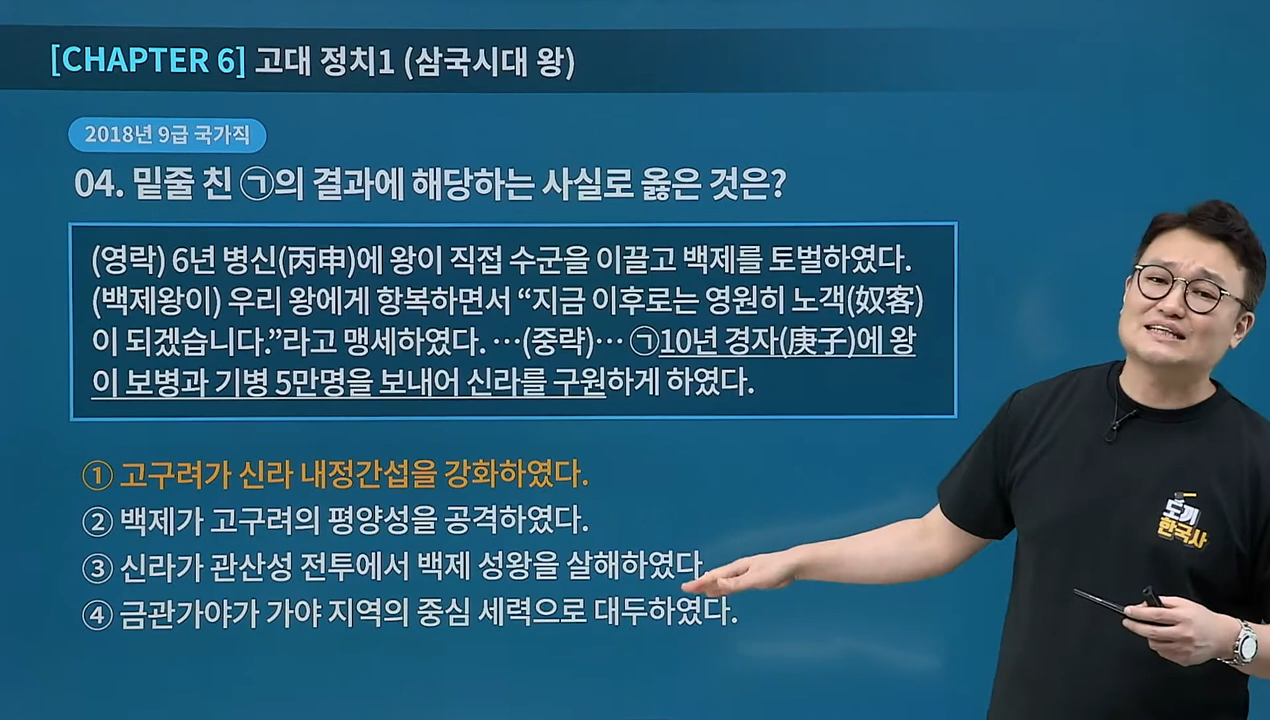 [CHAPTER 6] 고대 정치1 (삼국시대 왕)
2018년 9급 국가직
04. 밑줄 친 ㉠의 결과에 해당하는 사실로 옳은 것은?
(영락) 6년 병신(丙申)에 왕이 직접 수군을 이끌고 백제를 토벌하였다.
(백제왕이) 우리 왕에게 항복하면서 “지금 이후로는 영원히 노객(奴客)
이 되겠습니다.”라고 맹세하였다. …(중략)… ㉠10년 경자(庚子)에 왕
이 보병과 기병 5만명을 보내어 신라를 구원하게 하였다.
① 고구려가 신라 내정간섭을 강화하였다.
② 백제가 고구려의 평양성을 공격하였다.
③ 신라가 관산성 전투에서 백제 성왕을 살해하였다.
④ 금관가야가 가야 지역의 중심 세력으로 대두하였다.
도끼
한국사